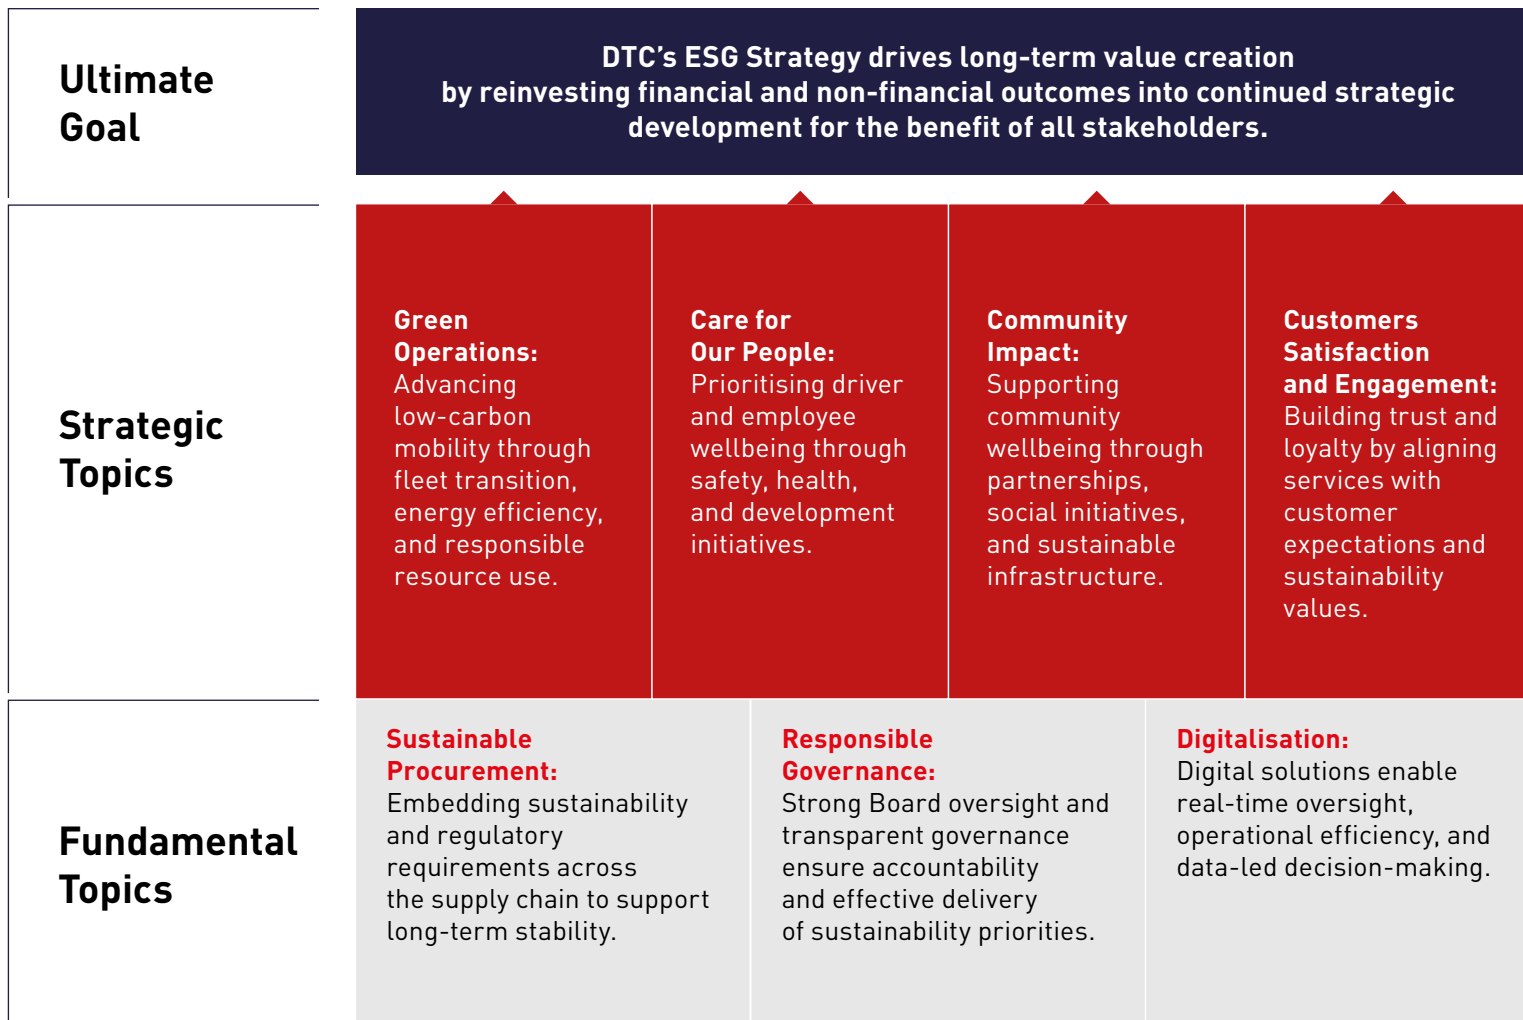 Ultimate
Goal
DTC's ESG Strategy drives long-term value creation
by reinvesting financial and non-financial outcomes into continued strategic
development for the benefit of all stakeholders.
Strategic
Topics
Green
Operations:
Advancing
low-carbon
mobility through
fleet transition,
energy efficiency,
and responsible
resource use.
Care for
Our People:
Prioritising driver
and employee
wellbeing through
safety, health,
and development
initiatives.
Community
Impact:
Supporting
community
wellbeing through
partnerships,
social initiatives,
and sustainable
infrastructure.
Customers
Satisfaction
and Engagement:
Building trust and
loyalty by aligning
services with
customer
expectations and
sustainability
values.
Fundamental
Topics
Sustainable
Procurement:
Embedding sustainability
and regulatory
requirements across
the supply chain to support
long-term stability.
Responsible
Governance:
Strong Board oversight and
transparent governance
ensure accountability
and effective delivery
of sustainability priorities.
Digitalisation:
Digital solutions enable
real-time oversight,
operational efficiency, and
data-led decision-making.